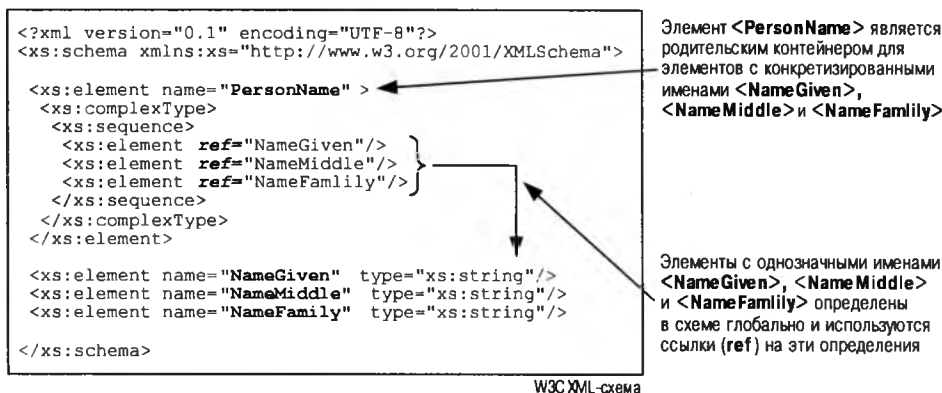 <?xml version="0.1" encoding="UTF-8"?>
<xs:schema xmlns:xs="http://www.w3.org/2001/XMLSchema">
<xs:element name="PersonName" >
<xs:complexType>
<xs:sequence>
<xs:element ref="NameGiven"/>
<xs:element ref="NameMiddle"/>
<xs:element ref="NameFamlily"/>
</xs:sequence>
</xs:complexType>
</xs:element>
<xs:element name="NameGiven" type="xs:string"/>
<xs:element name="NameMiddle" type="xs:string"/>
<xs:element name="NameFamily" type="xs:string"/>
</xs:schema>
W3C XML-схема
Элемент <PersonName> является
родительским контейнером для
элементов с конкретизированными
именами <NameGiven>,
<NameMiddle> и <NameFamlily>
Элементы с однозначными именами
<NameGiven>, <NameMiddle>
и <NameFamlily> определены
в схеме глобально и используются
ссылки (ref) на эти определения